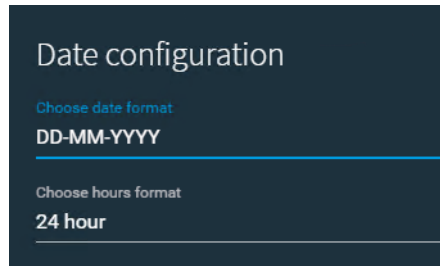 Date configuration
Choose date format
DD-MM-YYYY
Choose hours format
24 hour